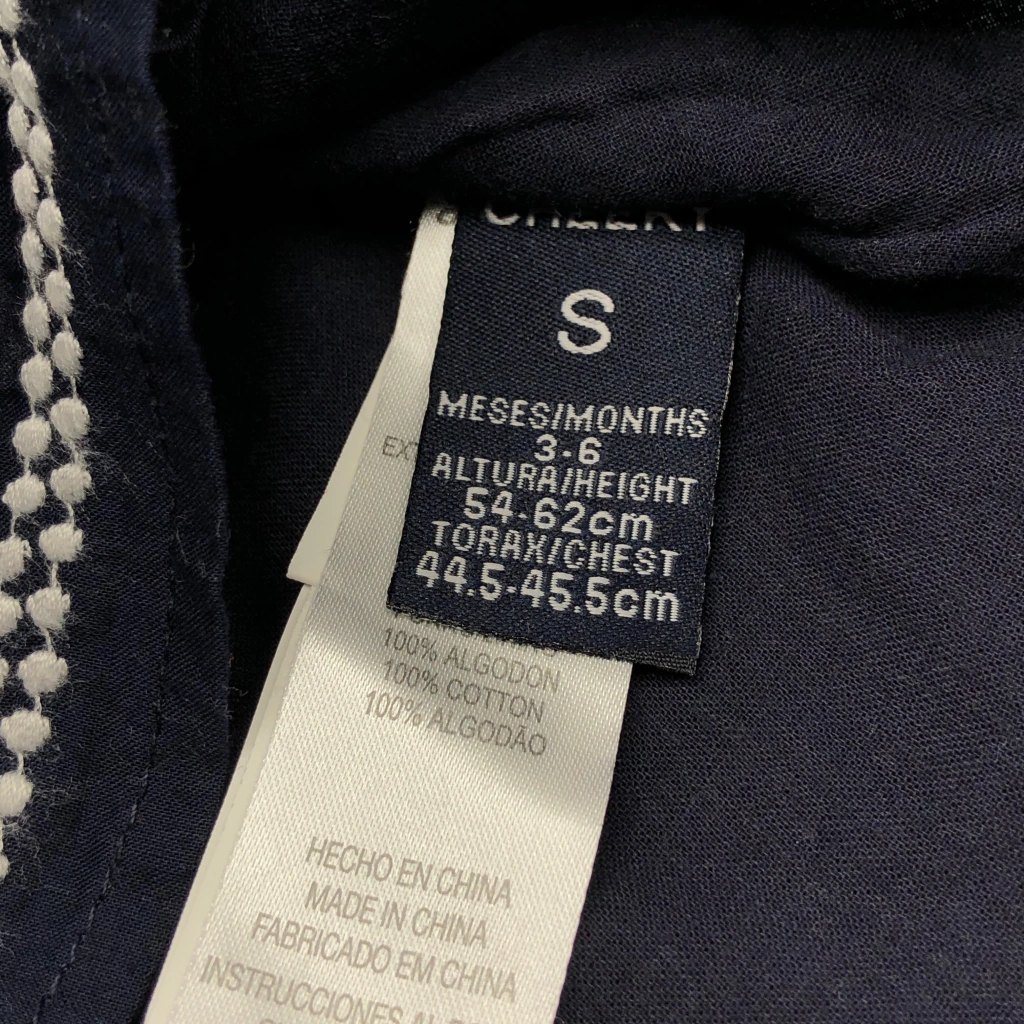 S
MESES/MONTHS
3-6
ALTURA/HEIGHT
54-62cm
TORAX/CHEST
44.5-45.5cm
100% ALGODON
100% COTTON
100% ALGODÃO
HECHO EN CHINA
MADE IN CHINA
FABRICADO EM CHINA
INSTRUCCIONES